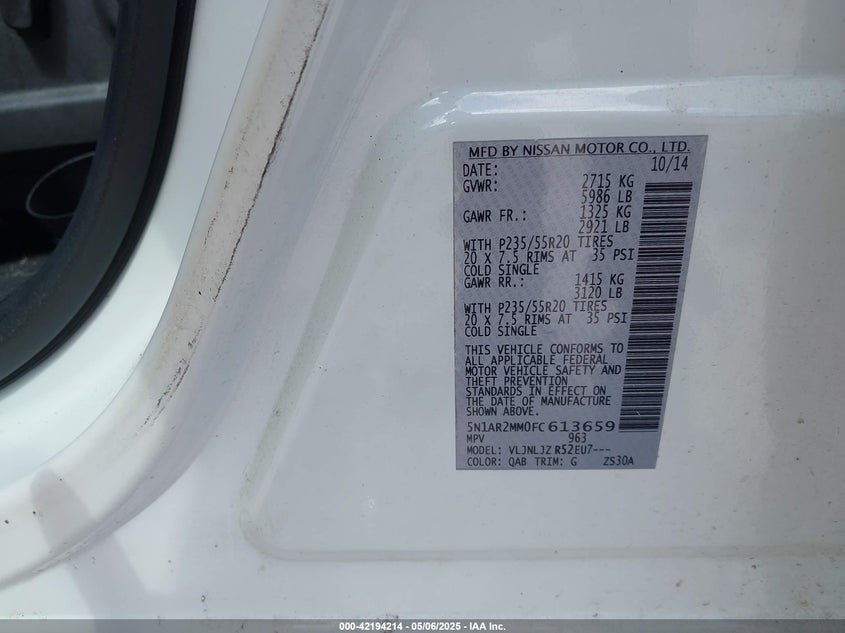 MFD BY NISSAN MOTOR CO., LTD.
DATE: 10/14
GVWR: 2715 KG
5986 LB
GAWR FR.: 1325 KG
2921 LB
WITH P235/55R20 TIRES
20 X 7.5 RIMS AT 35 PSI
COLD SINGLE
GAWR RR.: 1415 KG
3120 LB
WITH P235/55R20 TIRES
20 X 7.5 RIMS AT 35 PSI
COLD SINGLE
THIS VEHICLE CONFORMS TO
ALL APPLICABLE FEDERAL
MOTOR VEHICLE SAFETY AND
THEFT PREVENTION
STANDARDS IN EFFECT ON
THE DATE OF MANUFACTURE
SHOWN ABOVE.
5N1AR2MM0FC613659
MPV 963
MODEL: VLJNLJZ R52EU7---
COLOR: QAB TRIM: G ZS30A
000-42194214 - 05/06/2025 - IAA Inc.